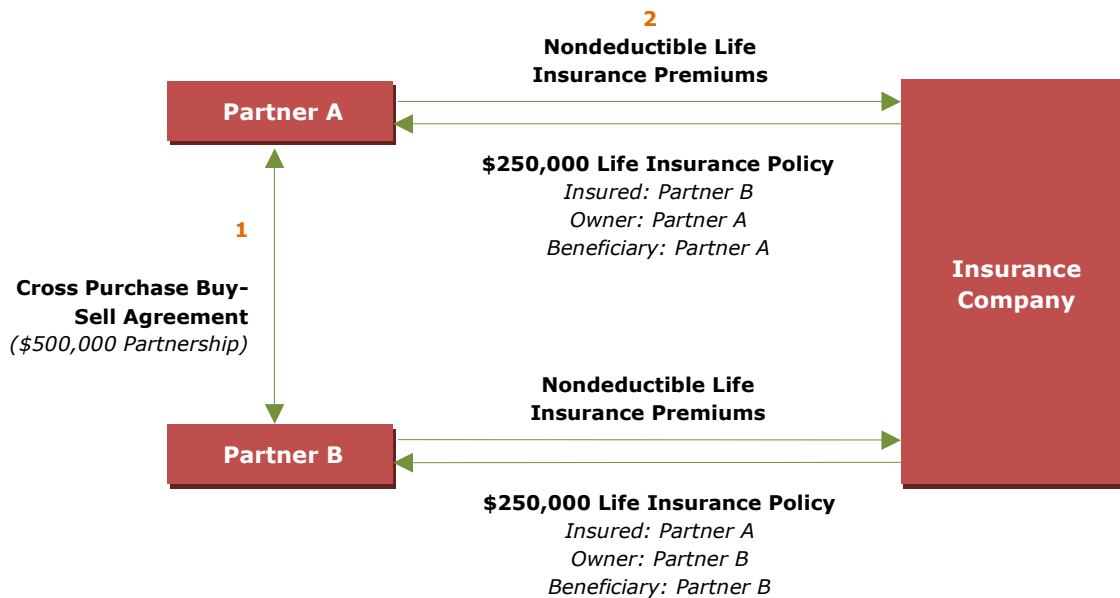 2
Nondeductible Life
Insurance Premiums
Partner A
$250,000 Life Insurance Policy
Insured: Partner B
Owner: Partner A
Beneficiary: Partner A
1
Cross Purchase Buy-
Sell Agreement
($500,000 Partnership)
Insurance
Company
Nondeductible Life
Insurance Premiums
Partner B
$250,000 Life Insurance Policy
Insured: Partner A
Owner: Partner B
Beneficiary: Partner B